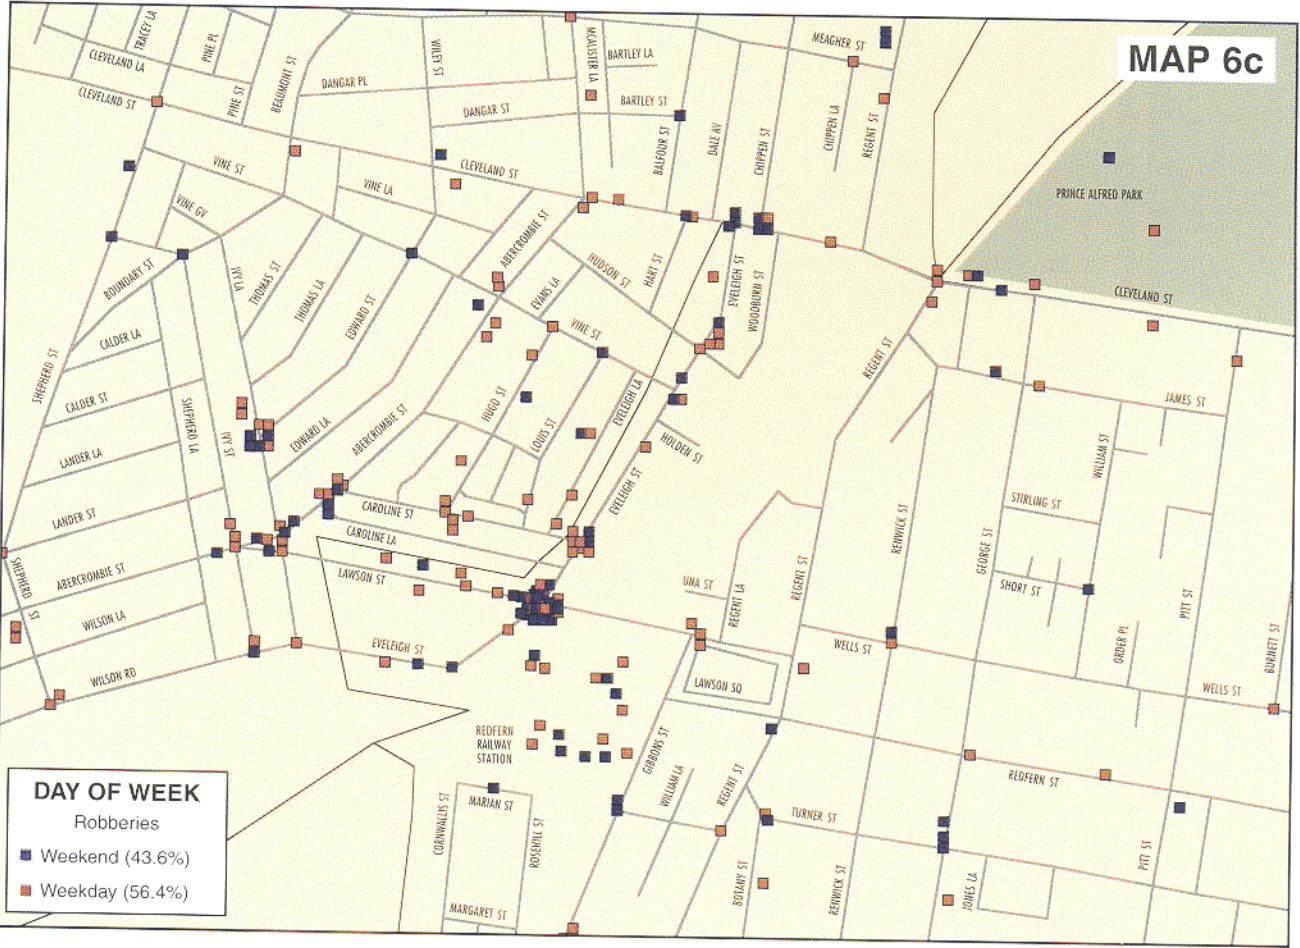 MAP 6c
TRACEY LA
PINE PL
CLEVELAND LA
CLEVELAND ST
PINE ST
BEAUMONT ST
DANGAR PL
WILEY ST
DANGAR ST
MCALISTER LA
BARTLEY LA
BARTLEY ST
BALFOUR ST
DALE AV
CHIPPEN ST
MEAGHER ST
CHIPPEN LA
REGENT ST
PRINCE ALFRED PARK
VINE ST
VINE LA
VINE GV
CLEVELAND ST
BOUNDARY ST
IVY LA
THOMAS ST
THOMAS LA
EDWARD ST
ABERCROMBIE ST
EVANS LA
HUDSON ST
HART ST
EVELEIGH ST
WOODBURN ST
CLEVELAND ST
VINE ST
CALDER LA
SHEPHERD ST
CALDER ST
SHEPHERD LA
LANDER LA
IVY ST
EDWARD LA
ABERCROMBIE ST
HUGO ST
LOUIS ST
EVELEIGH LA
HOLDEN ST
EVELEIGH ST
REGENT ST
JAMES ST
WILLIAM ST
STIRLING ST
LANDER ST
CAROLINE ST
CAROLINE LA
LAWSON ST
ABERCROMBIE ST
SHEPHERD ST
WILSON LA
WILSON RD
EVELEIGH ST
UNA ST
REGENT LA
REGENT ST
RENWICK ST
GEORGE ST
SHORT ST
PITT ST
ORDER PL
BURNETT ST
WELLS ST
WELLS ST
LAWSON SQ
REDFERN
RAILWAY
STATION
GIBBONS ST
WILLIAM LA
REGENT ST
REDFERN ST
TURNER ST
MARIAN ST
CORNWALLIS ST
ROSEHILL ST
MARGARET ST
BOTANY ST
RENWICK ST
JONES LA
PITT ST
DAY OF WEEK
Robberies
Weekend (43.6%)
Weekday (56.4%)